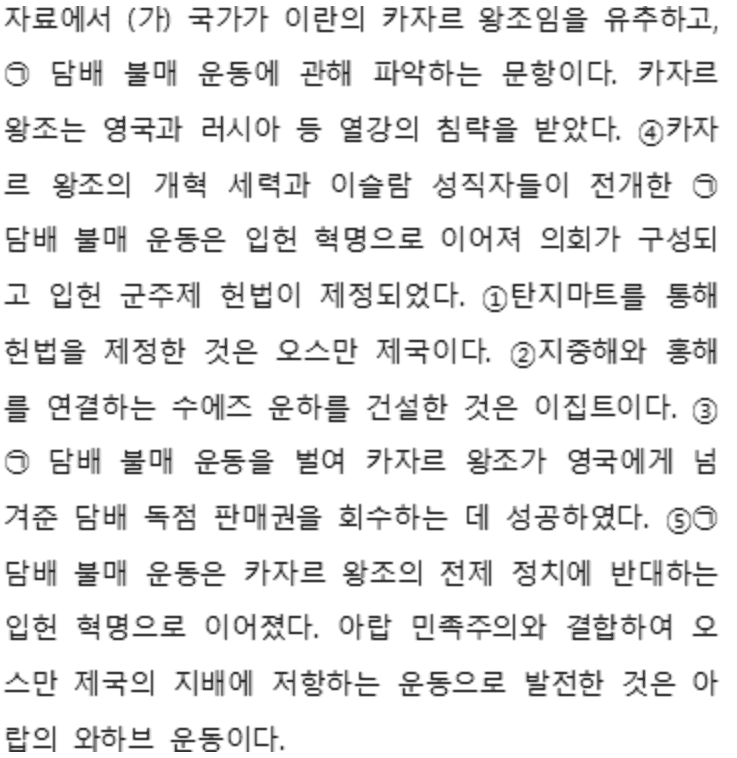 자료에서 (가) 국가가 이란의 카자르 왕조임을 유추하고,
㉠ 담배 불매 운동에 관해 파악하는 문항이다. 카자르
왕조는 영국과 러시아 등 열강의 침략을 받았다. ④카자
르 왕조의 개혁 세력과 이슬람 성직자들이 전개한 ㉠
담배 불매 운동은 입헌 혁명으로 이어져 의회가 구성되
고 입헌 군주제 헌법이 제정되었다. ①탄지마트를 통해
헌법을 제정한 것은 오스만 제국이다. ②지중해와 홍해
를 연결하는 수에즈 운하를 건설한 것은 이집트이다. ③
㉠ 담배 불매 운동을 벌여 카자르 왕조가 영국에게 넘
겨준 담배 독점 판매권을 회수하는 데 성공하였다. ⑤㉠
담배 불매 운동은 카자르 왕조의 전제 정치에 반대하는
입헌 혁명으로 이어졌다. 아랍 민족주의와 결합하여 오
스만 제국의 지배에 저항하는 운동으로 발전한 것은 아
랍의 와하브 운동이다.